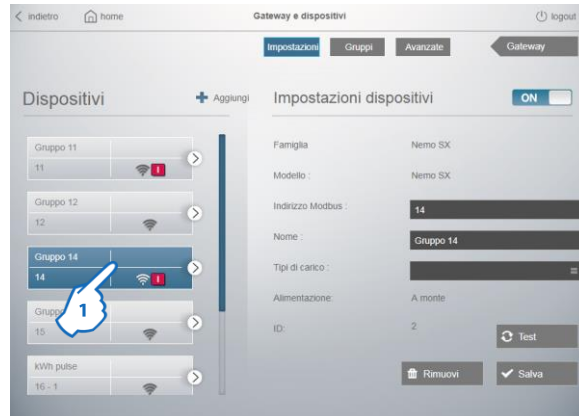 indietro home Gateway e dispositivi logout
Impostazioni Gruppi Avanzate Gateway
Dispositivi Aggiungi
Gruppo 11
11 I
Gruppo 12
12
Gruppo 14
14 I
15
kWh pulse
16 - 1
1
Impostazioni dispositivi ON
Famiglia Nemo SX
Modello : Nemo SX
Indirizzo Modbus : 14
Nome : Gruppo 14
Tipi di carico :
Alimentazione: A monte
ID: 2
Test
Rimuovi Salva